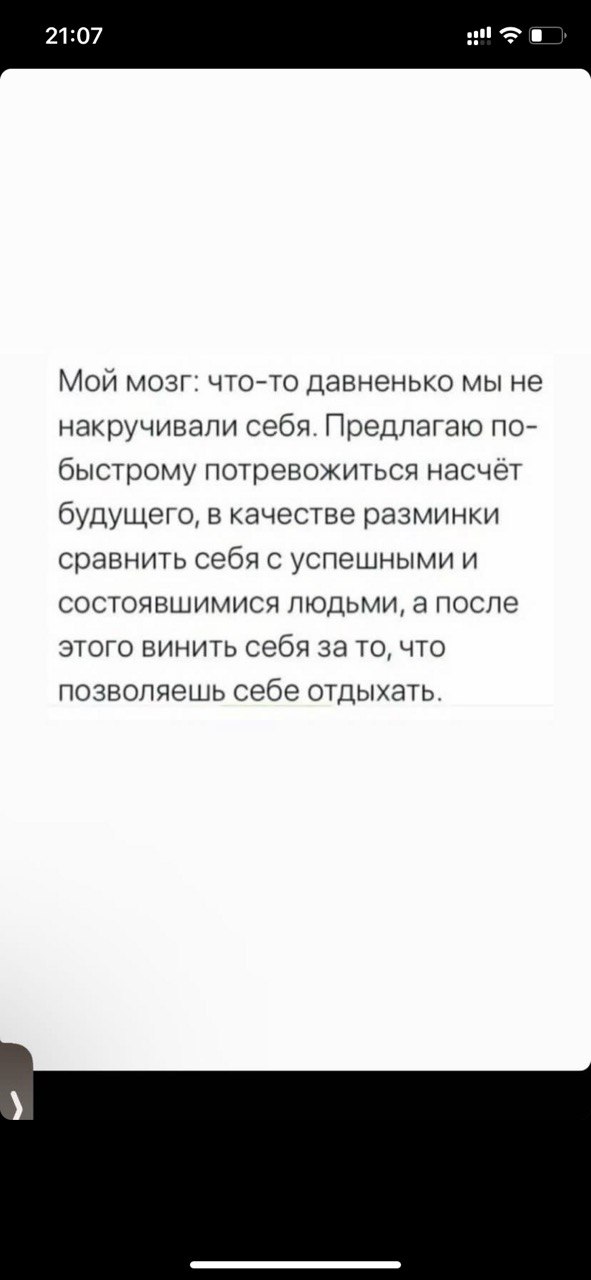 21:07
Мой мозг: что-то давненько мы не
накручивали себя. Предлагаю по-
быстрому потревожиться насчёт
будущего, в качестве разминки
сравнить себя с успешными и
состоявшимися людьми, а после
этого винить себя за то, что
позволяешь себе отдыхать.